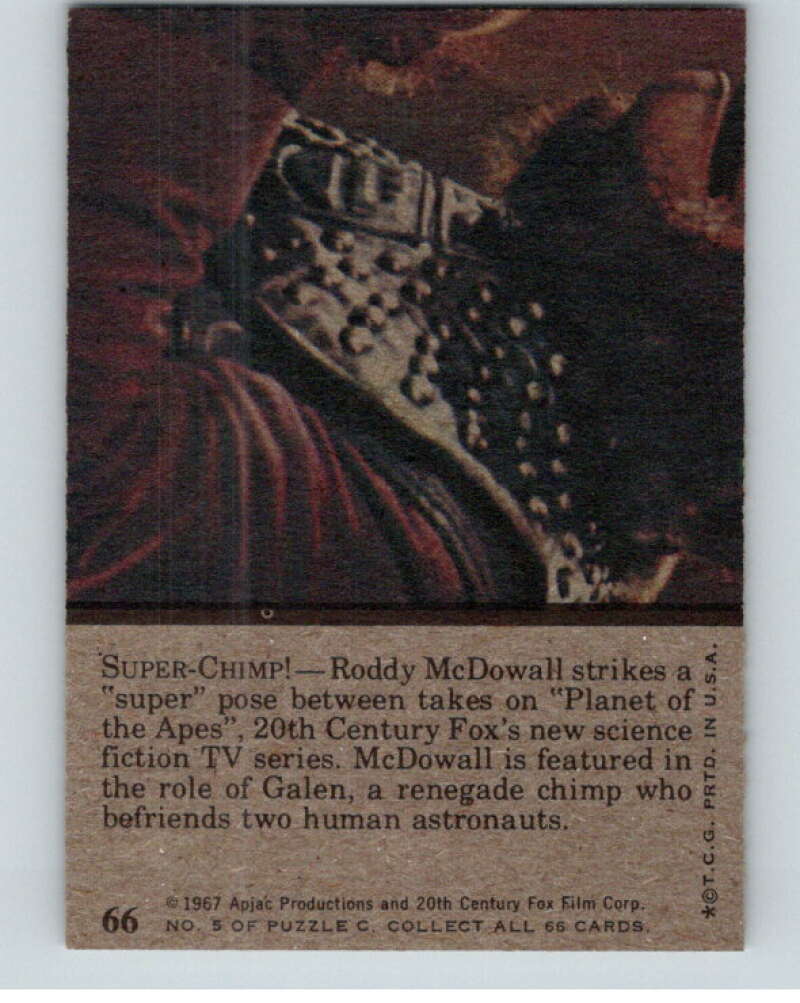 SUPER-CHIMP!—Roddy McDowall strikes a
"super" pose between takes on "Planet of
the Apes", 20th Century Fox's new science
fiction TV series. McDowall is featured in
the role of Galen, a renegade chimp who
befriends two human astronauts.
*©T.C.G. PRTD. IN U.S.A.
66
© 1967 Apjac Productions and 20th Century Fox Film Corp.
NO. 5 OF PUZZLE C. COLLECT ALL 66 CARDS.